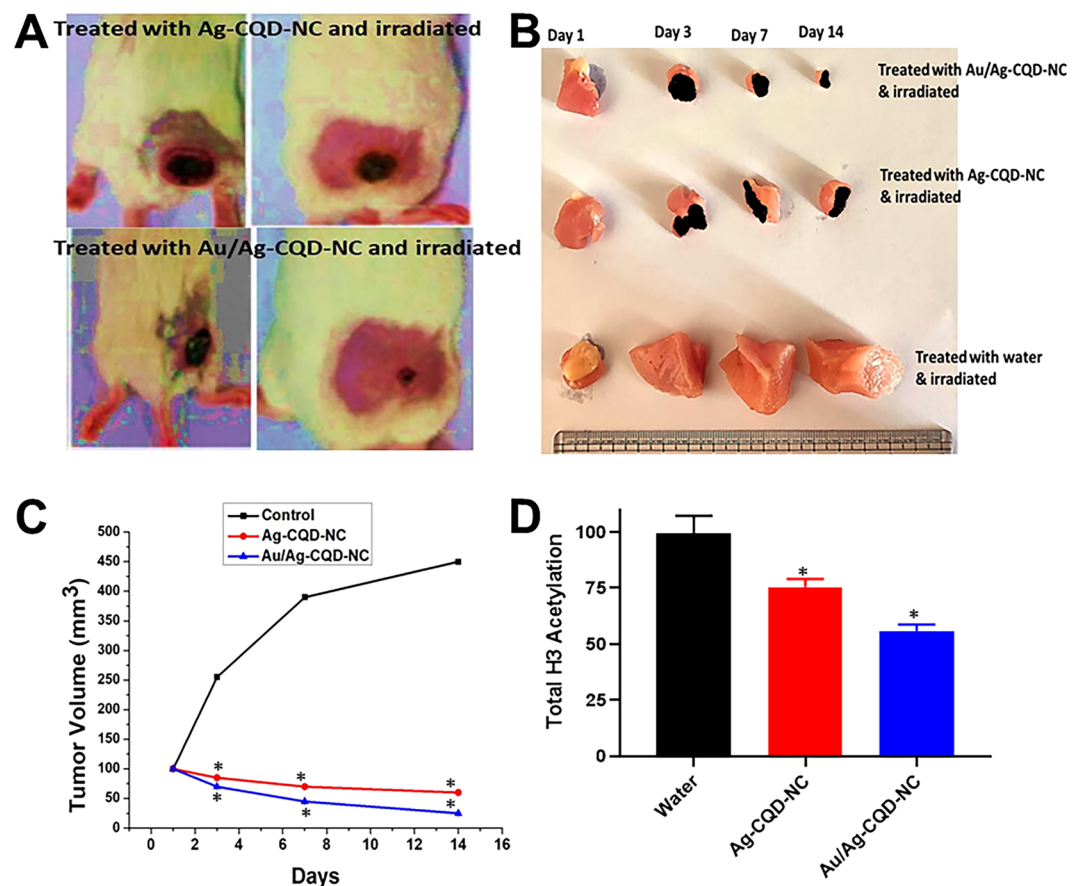 A
Treated with Ag-CQD-NC and irradiated
Treated with Au/Ag-CQD-NC and irradiated
B
Day 1
Day 3
Day 7
Day 14
Treated with Au/Ag-CQD-NC
& irradiated
Treated with Ag-CQD-NC
& irradiated
Treated with water
& irradiated
C
Control
Ag-CQD-NC
Au/Ag-CQD-NC
Tumor Volume (mm3)
500
450
400
350
300
250
200
150
100
50
0
*
*
*
*
*
*
0
2
4
6
8
10
12
14
16
Days
D
Total H3 Acetylation
100
75
50
25
0
*
*
Water
Ag-CQD-NC
Au/Ag-CQD-NC